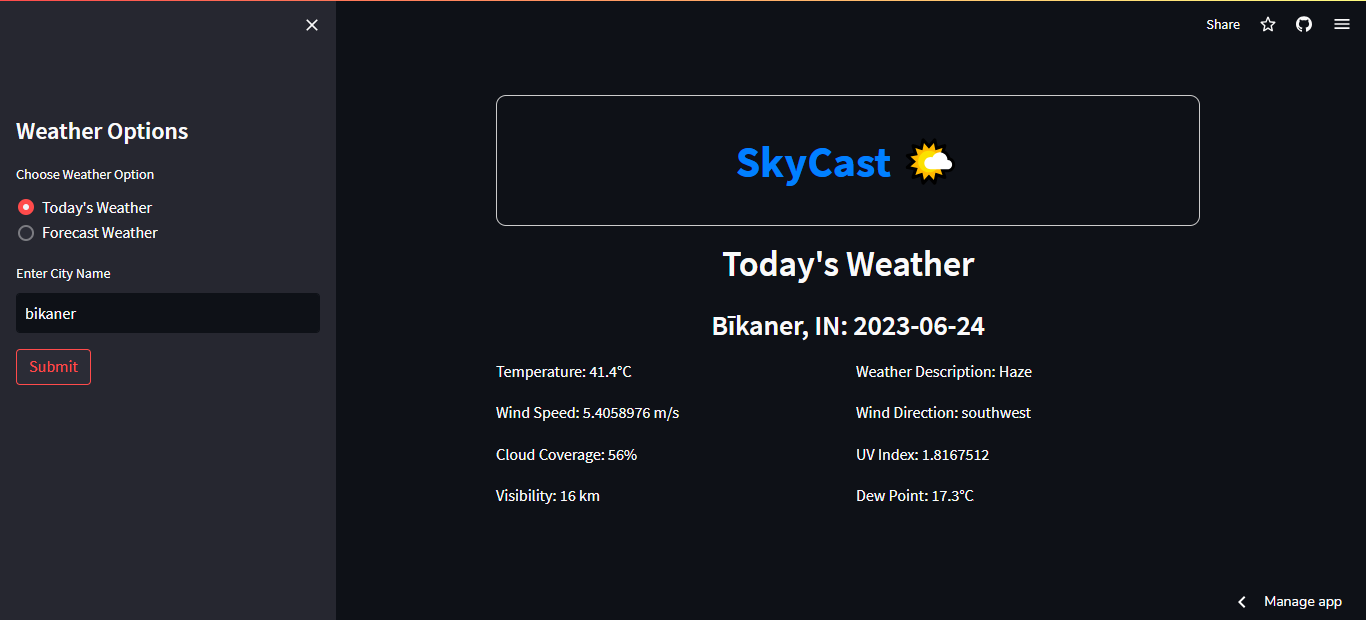 Share
Weather Options
Choose Weather Option
Today's Weather
Forecast Weather
Enter City Name
bikaner
Submit
SkyCast
Today's Weather
Bīkaner, IN: 2023-06-24
Temperature: 41.4°C
Weather Description: Haze
Wind Speed: 5.4058976 m/s
Wind Direction: southwest
Cloud Coverage: 56%
UV Index: 1.8167512
Visibility: 16 km
Dew Point: 17.3°C
Manage app